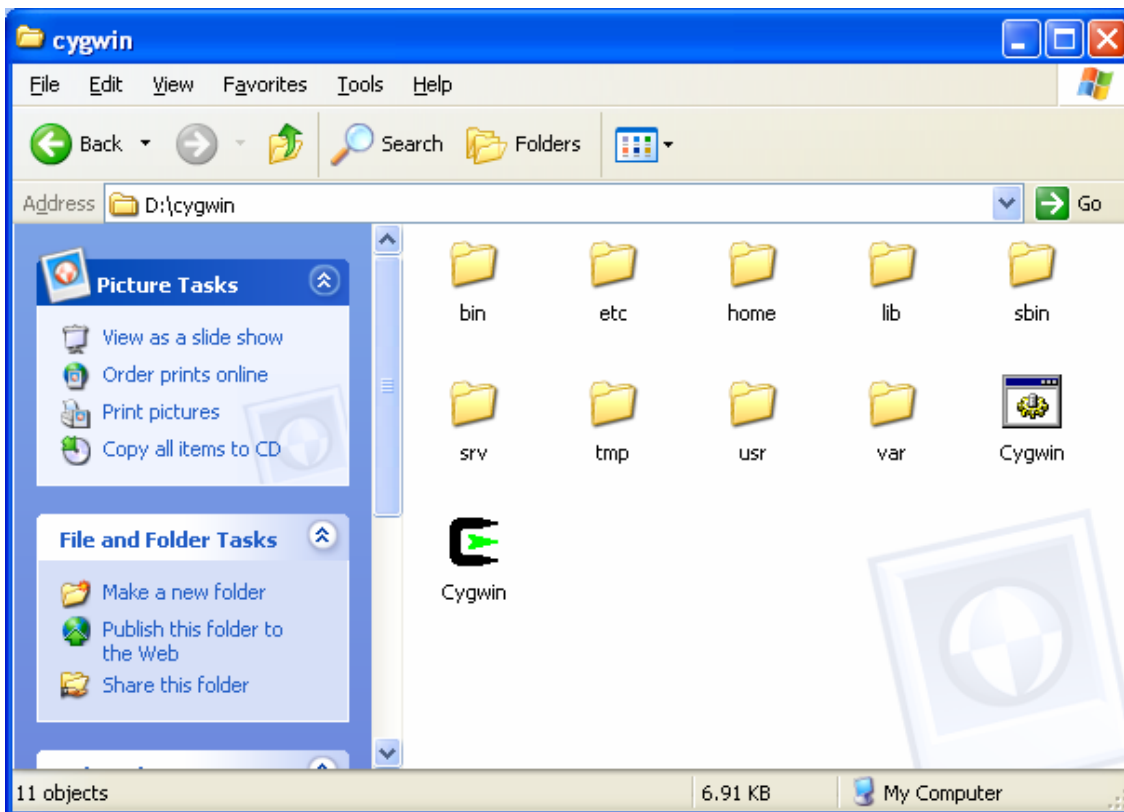 cygwin
File Edit View Favorites Tools Help
Back Search Folders
Address D:\cygwin Go
Picture Tasks
View as a slide show
Order prints online
Print pictures
Copy all items to CD
File and Folder Tasks
Make a new folder
Publish this folder to
the Web
Share this folder
bin etc home lib sbin
srv tmp usr var Cygwin
Cygwin
11 objects 6.91 KB My Computer